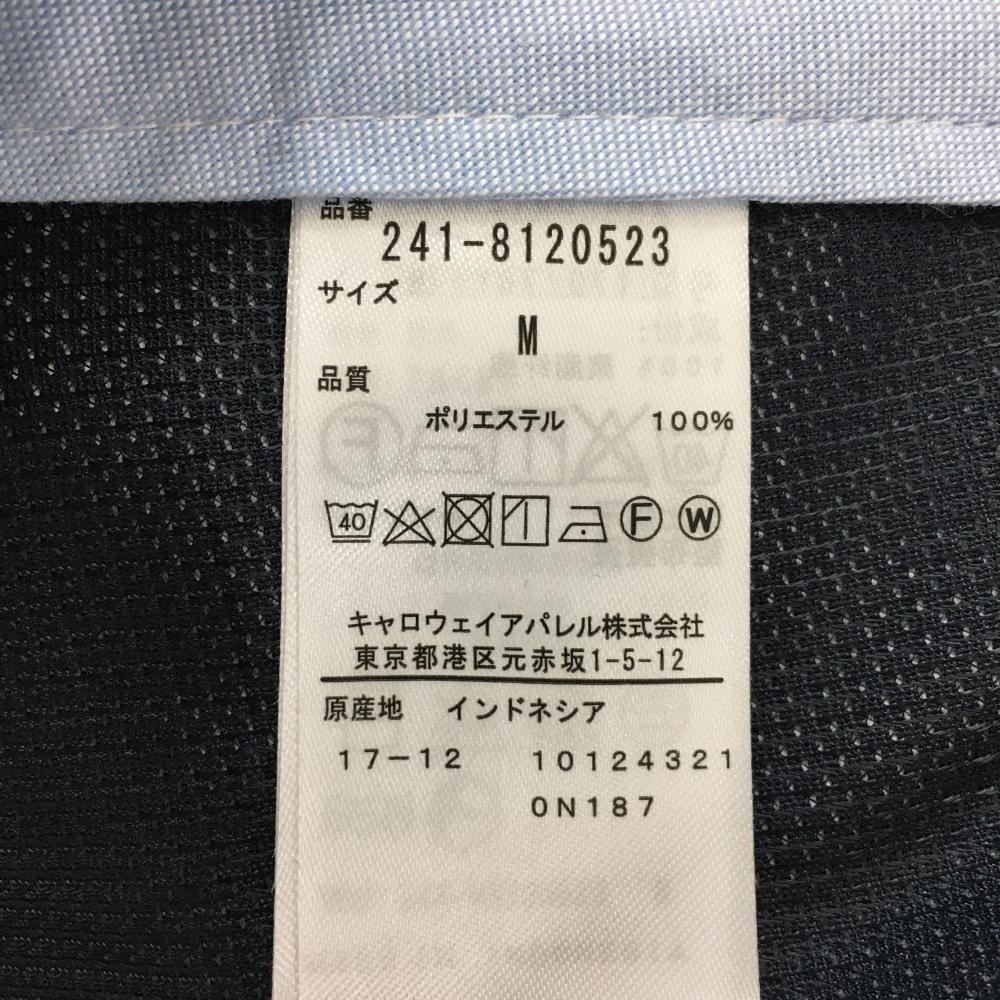 品番
241-8120523
サイズ
M
品質
ポリエステル 100%
40 F W
キャロウェイアパレル株式会社
東京都港区元赤坂1-5-12
原産地 インドネシア
17-12 10124321
0N187